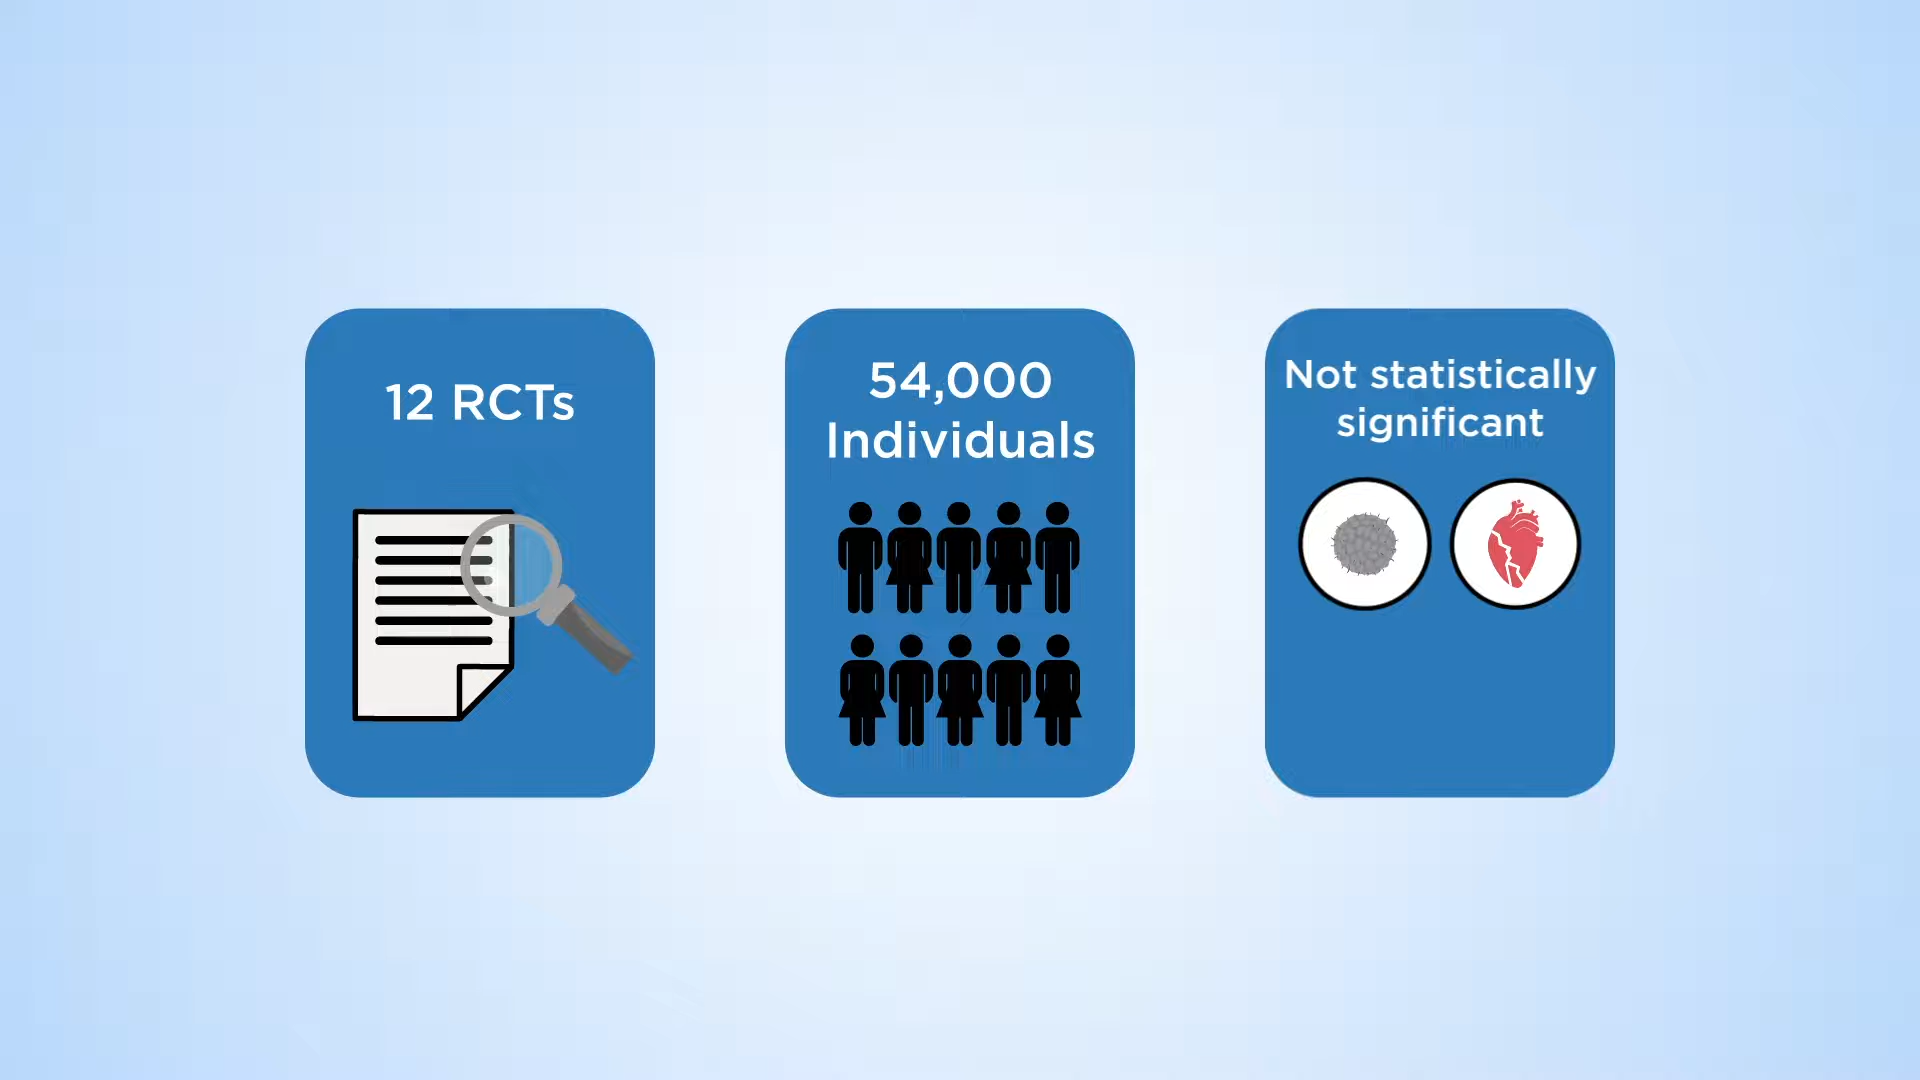 12 RCTs
54,000
Individuals
Not statistically
significant